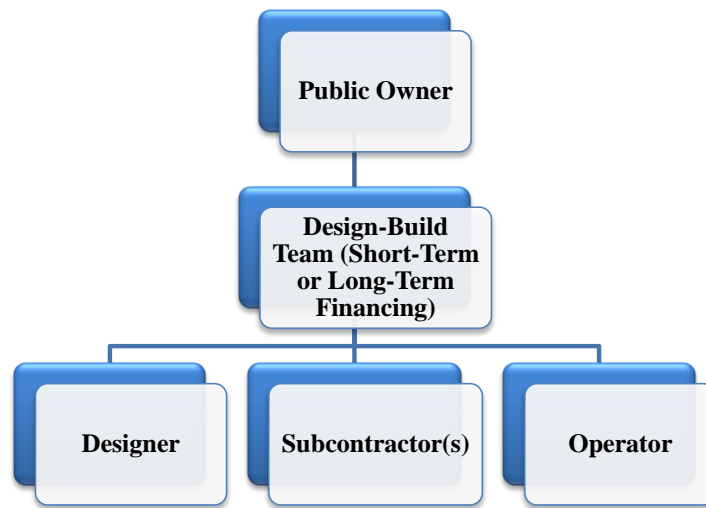 Public Owner
Design-Build
Team (Short-Term
or Long-Term
Financing)
Designer
Subcontractor(s)
Operator